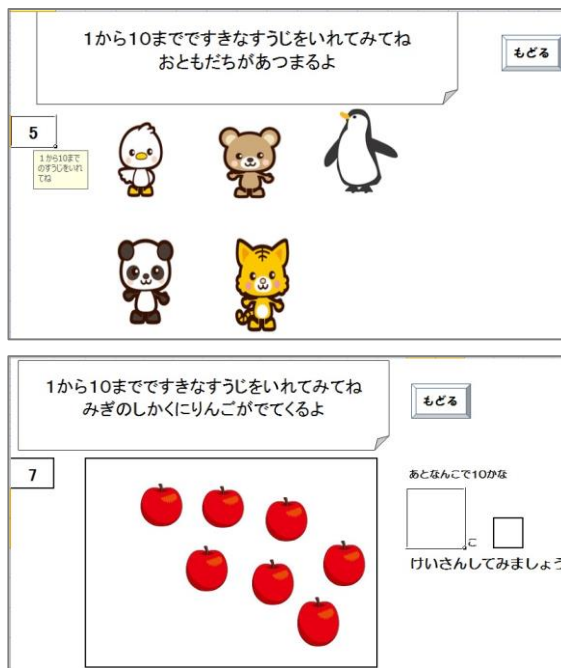 1から10まででですきなすうじをいれてみてね
おともだちがあつまるよ
もどる
5
1から10まで
のすうじをいれ
てね
1から10まででですきなすうじをいれてみてね
みぎのしかくにりんごがでてくるよ
もどる
7
あとなんこで10かな
こ
けいさんしてみましょう